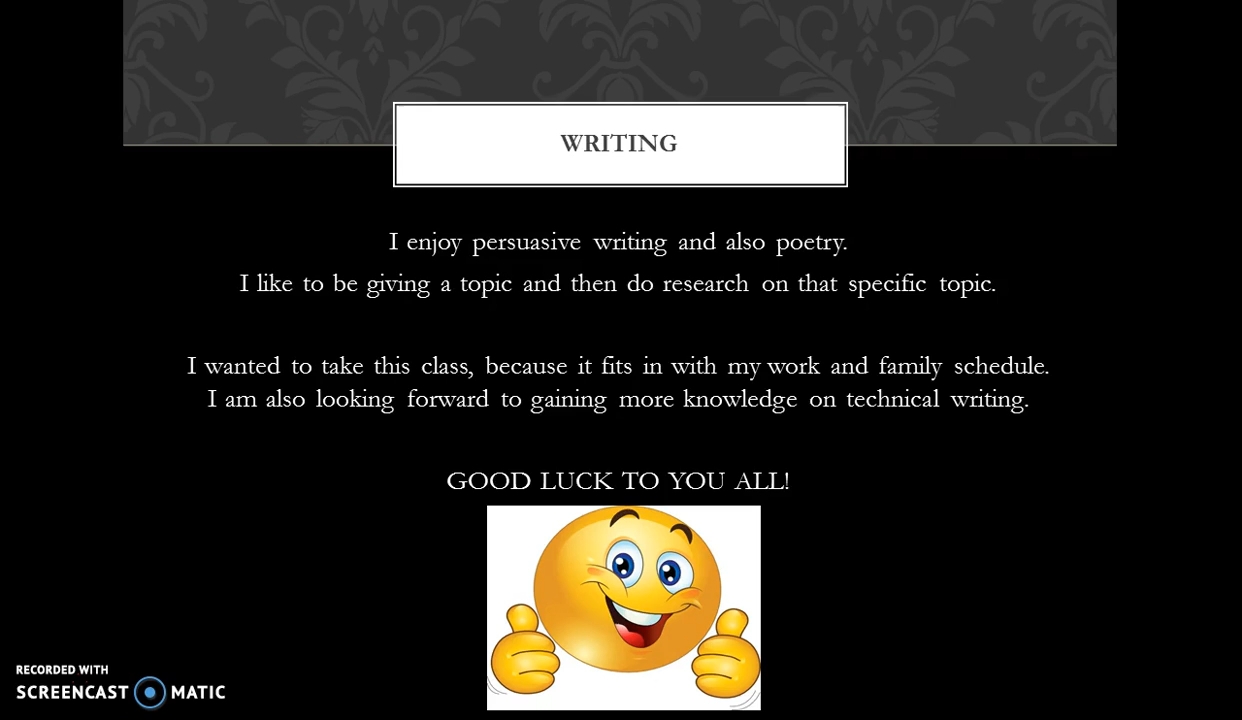 WRITING
I enjoy persuasive writing and also poetry.
I like to be giving a topic and then do research on that specific topic.
I wanted to take this class, because it fits in with my work and family schedule.
I am also looking forward to gaining more knowledge on technical writing.
GOOD LUCK TO YOU ALL!
RECORDED WITH
SCREENCAST MATIC